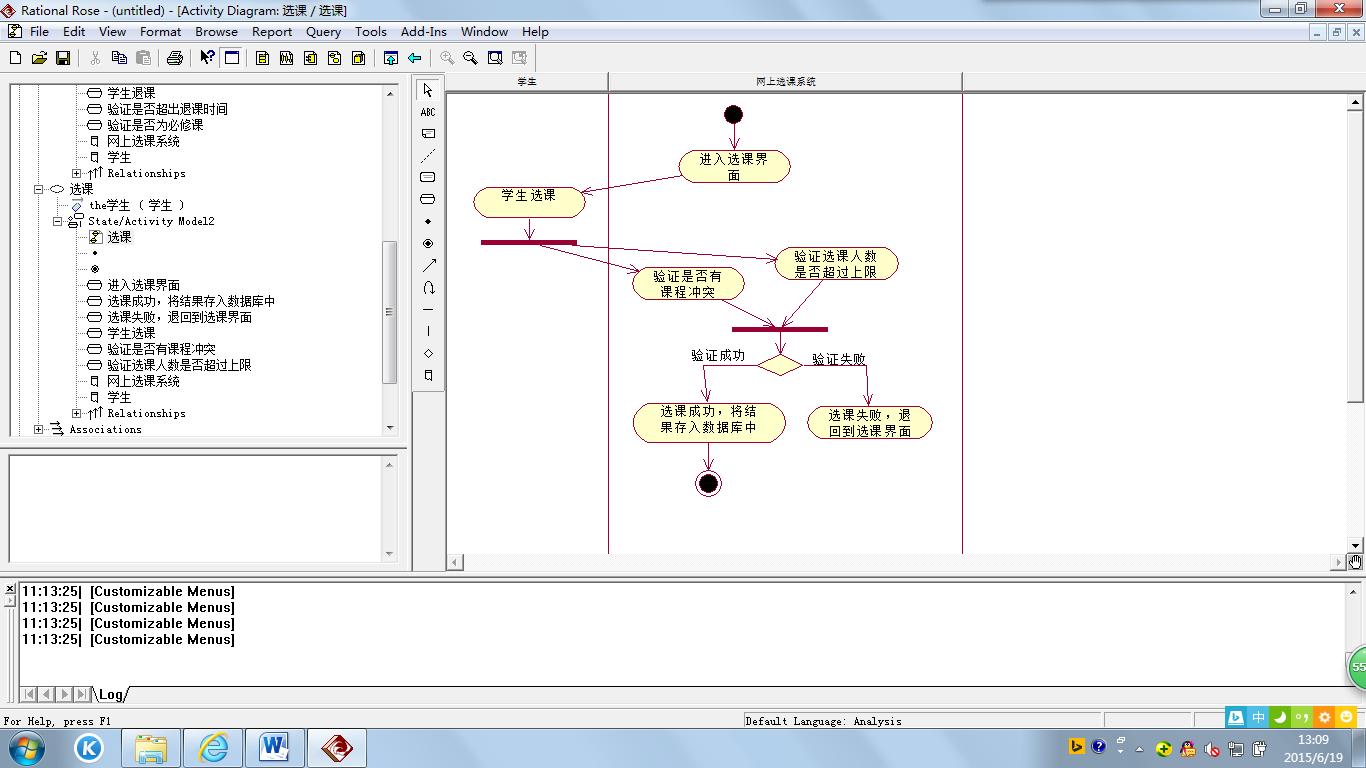 Rational Rose - (untitled) - [Activity Diagram: 选课 / 选课]
File Edit View Format Browse Report Query Tools Add-Ins Window Help
学生退课
验证是否超出退课时间
验证是否为必修课
网上选课系统
学生
Relationships
选课
the学生 ( 学生 )
State/Activity Model2
选课
进入选课界面
选课成功，将结果存入数据库中
选课失败，退回到选课界面
学生选课
验证是否有课程冲突
验证选课人数是否超过上限
网上选课系统
学生
Relationships
Associations
ABC
学生
网上选课系统
进入选课界
面
学生选课
验证选课人数
是否超过上限
验证是否有
课程冲突
验证成功
验证失败
选课成功，将结
果存入数据库中
选课失败，退
回到选课界面
11:13:25| [Customizable Menus]
11:13:25| [Customizable Menus]
11:13:25| [Customizable Menus]
11:13:25| [Customizable Menus]
Log
55
For Help, press F1
Default Language: Analysis
中
K
W
13:09
2015/6/19